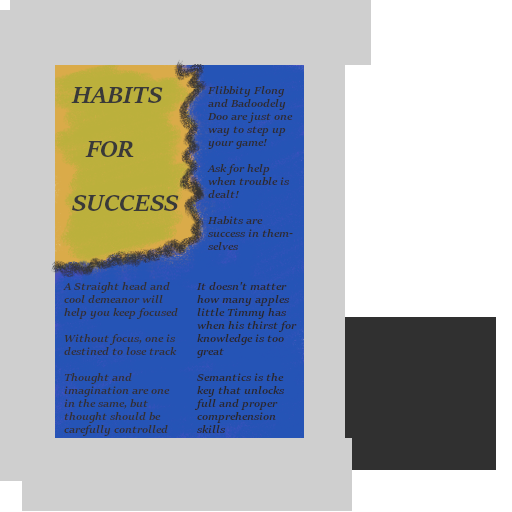 HABITS
FOR
SUCCESS
Flibbity Flong
and Badoodely
Doo are just one
way to step up
your game!
Ask for help
when trouble is
dealt!
Habits are
success in them-
selves
A Straight head and
cool demeanor will
help you keep focused
Without focus, one is
destined to lose track
Thought and
imagination are one
in the same, but
thought should be
carefully controlled
It doesn't matter
how many apples
little Timmy has
when his thirst for
knowledge is too
great
Semantics is the
key that unlocks
full and proper
comprehension
skills